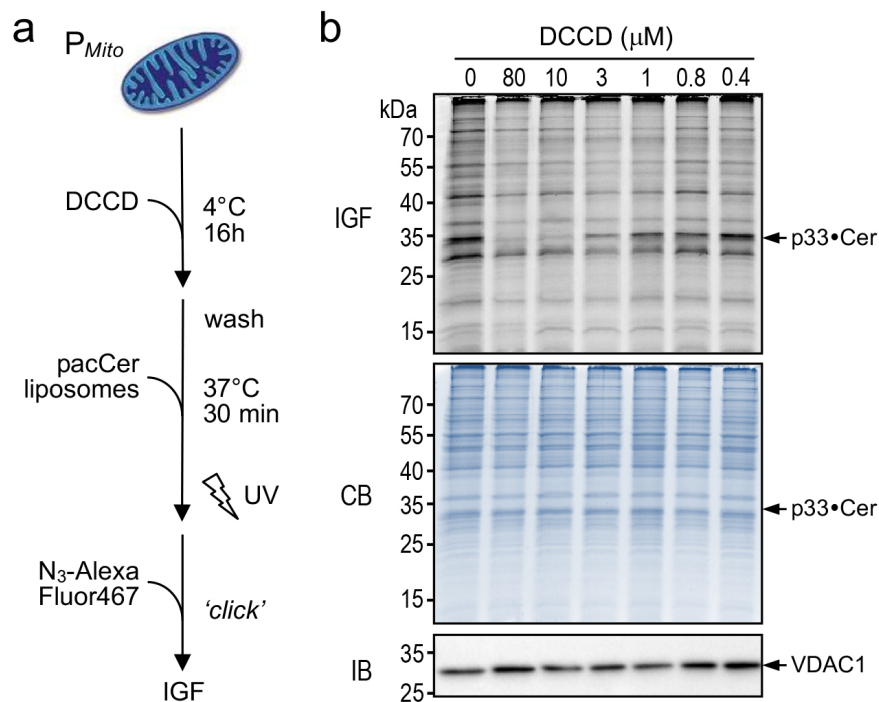 a
P Mito
DCCD
4°C
16h
wash
pacCer
liposomes
37°C
30 min
UV
N3-Alexa
Fluor467
'click'
IGF
b
DCCD (µM)
0 80 10 3 1 0.8 0.4
kDa
70
55
40
35
25
15
IGF
p33•Cer
70
55
40
35
25
15
CB
p33•Cer
35
25
IB
VDAC1